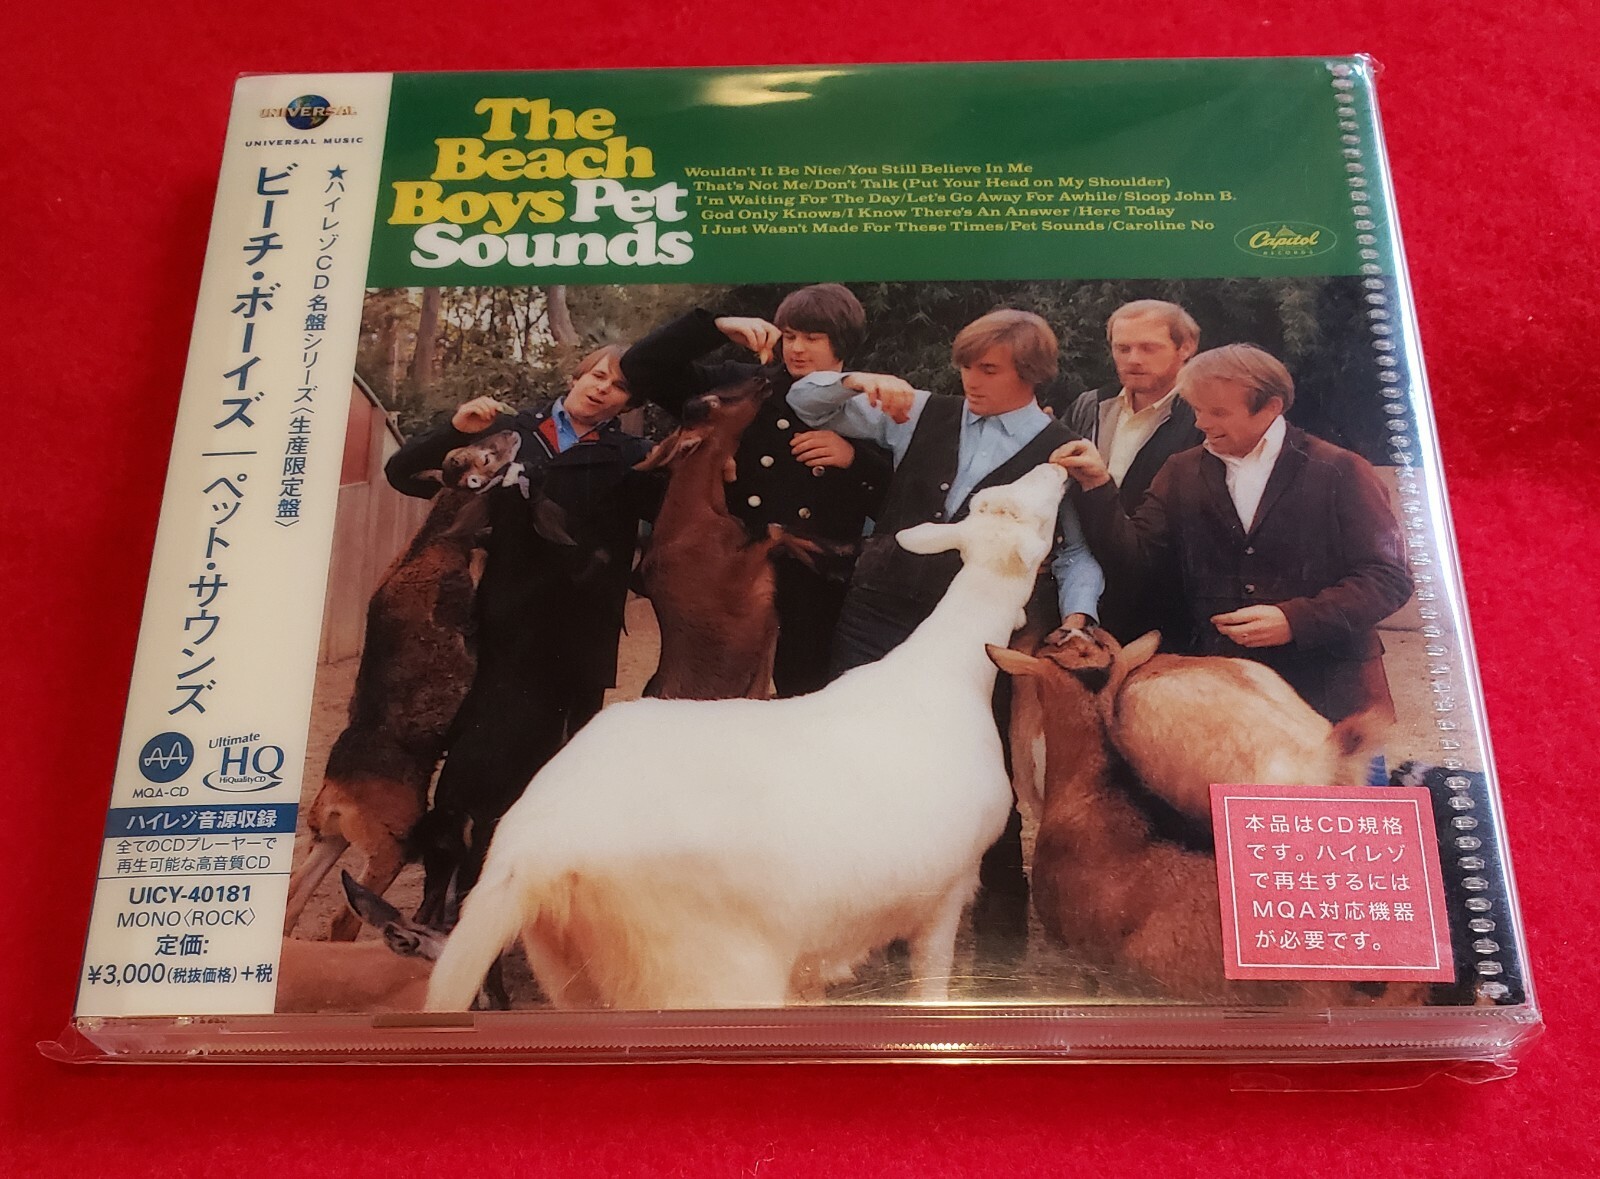 UNIVERSAL
UNIVERSAL MUSIC
★ハイレゾCD名盤シリーズ〈生産限定盤〉
ビーチ・ボーイズ｜ペット・サウンズ
MQA-CD
Ultimate
HQ
HiQualityCD
ハイレゾ音源収録
全てのCDプレーヤーで
再生可能な高音質CD
UICY-40181
MONO〈ROCK〉
定価:
¥3,000(税抜価格)+税
The
Beach
Boys Pet
Sounds
Wouldn't It Be Nice/You Still Believe In Me
That's Not Me/Don't Talk (Put Your Head on My Shoulder)
I'm Waiting For The Day/Let's Go Away For Awhile/Sloop John B.
God Only Knows/I Know There's An Answer/Here Today
I Just Wasn't Made For These Times/Pet Sounds/Caroline No
Capitol
RECORDS
本品はCD規格
です。ハイレゾ
で再生するには
MQA対応機器
が必要です。